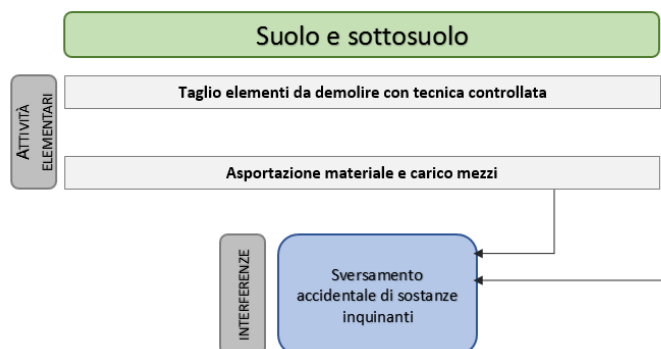 Suolo e sottosuolo
ATTIVITÀ
ELEMENTARI
Taglio elementi da demolire con tecnica controllata
Asportazione materiale e carico mezzi
INTERFERENZE
Sversamento
accidentale di sostanze
inquinanti